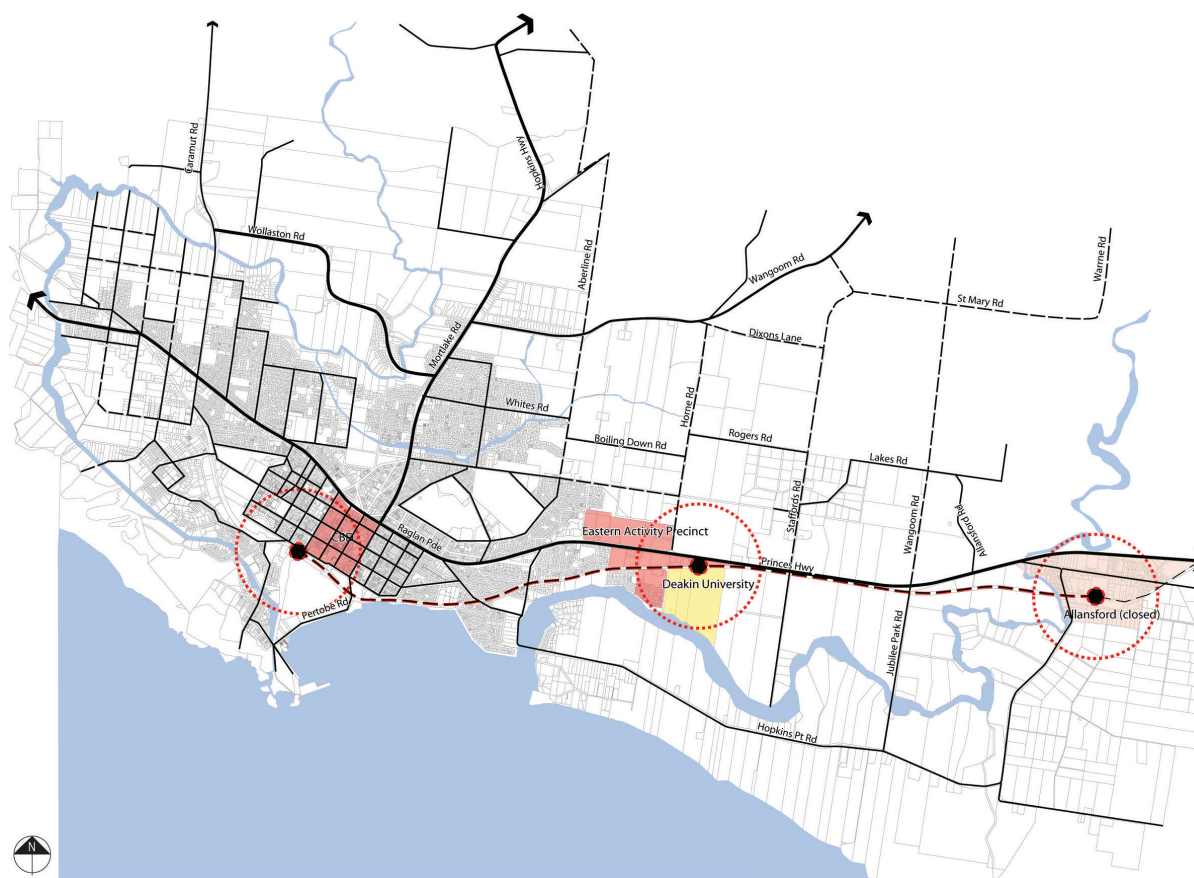 Caramut Rd
Hopkins Hwy
Wollaston Rd
Aberline Rd
Wangoom Rd
Warrne Rd
St Mary Rd
Dixons Lane
Mortlake Rd
Whites Rd
Horne Rd
Boiling Down Rd
Rogers Rd
Lakes Rd
Staffords Rd
Wangoom Rd
Allansford Rd
CBD
Raglan Pde
Eastern Activity Precinct
Princes Hwy
Deakin University
Pertobe Rd
Allansford (closed)
Jubilee Park Rd
Hopkins Pt Rd
N